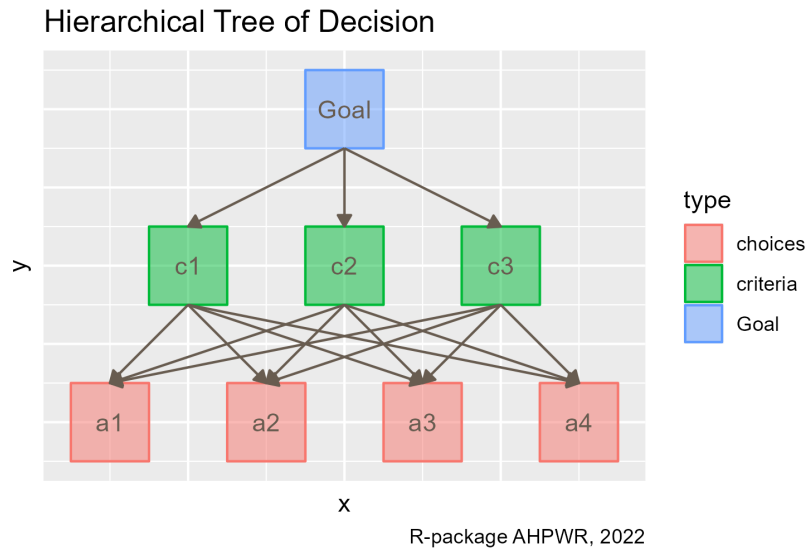 Hierarchical Tree of Decision
Goal
c1 c2 c3
a1 a2 a3 a4
y
x
type
choices
criteria
Goal
R-package AHPWR, 2022